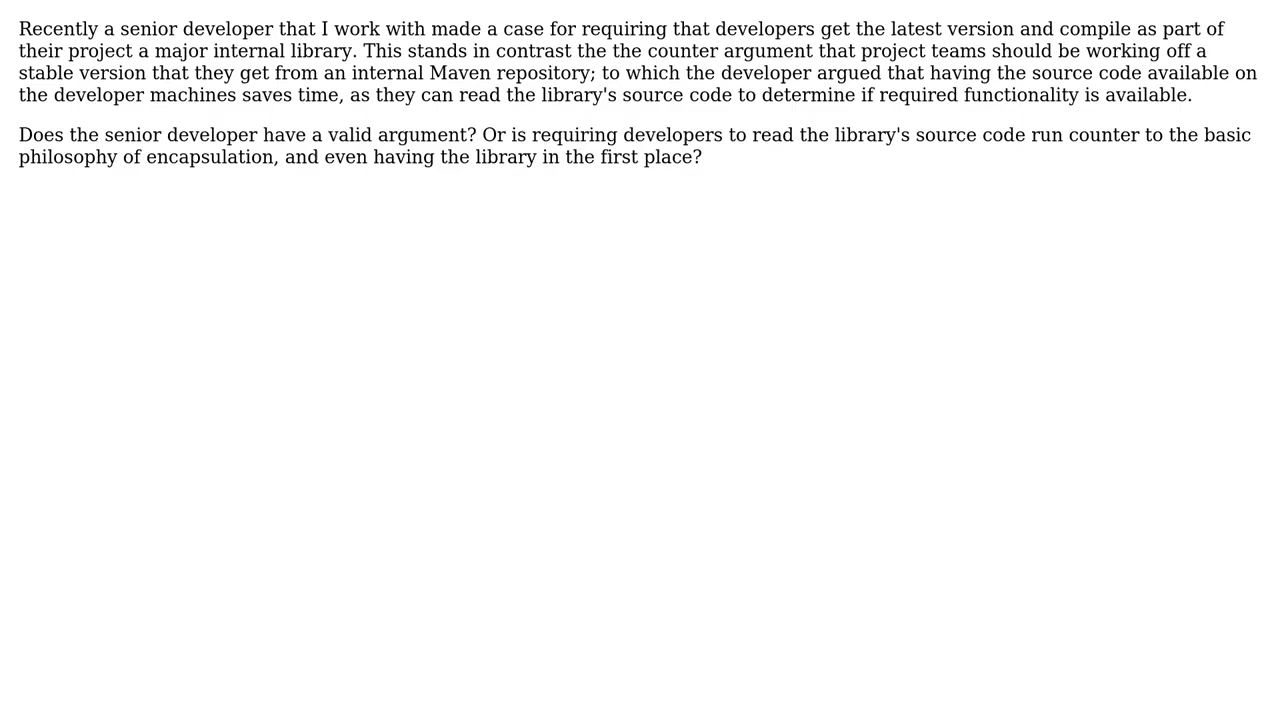 Recently a senior developer that I work with made a case for requiring that developers get the latest version and compile as part of
their project a major internal library. This stands in contrast the the counter argument that project teams should be working off a
stable version that they get from an internal Maven repository; to which the developer argued that having the source code available on
the developer machines saves time, as they can read the library's source code to determine if required functionality is available.
Does the senior developer have a valid argument? Or is requiring developers to read the library's source code run counter to the basic
philosophy of encapsulation, and even having the library in the first place?